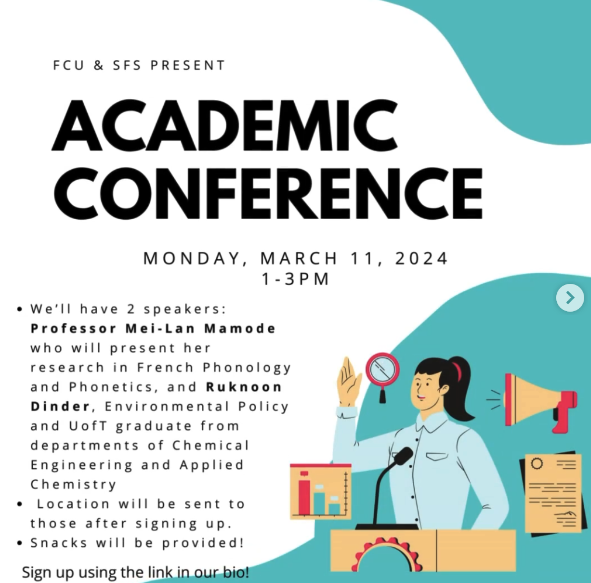 FCU & SFS PRESENT
ACADEMIC
CONFERENCE
MONDAY, MARCH 11, 2024
1-3PM
• We'll have 2 speakers:
Professor Mei-Lan Mamode
who will present her
research in French Phonology
and Phonetics, and Ruknoon
Dinder, Environmental Policy
and UofT graduate from
departments of Chemical
Engineering and Applied
Chemistry
• Location will be sent to
those after signing up.
• Snacks will be provided!
Sign up using the link in our bio!